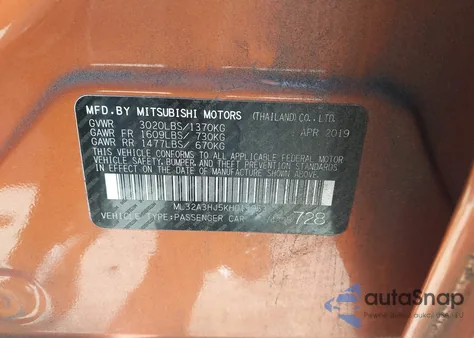 MFD.BY MITSUBISHI MOTORS (THAILAND) CO., LTD.
GVWR 3020LBS/1370KG
GAWR FR 1609LBS/ 730KG APR 2019
GAWR RR 1477LBS/ 670KG
THIS VEHICLE CONFORMS TO ALL APPLICABLE
FEDERAL MOTOR VEHICLE SAFETY, BUMPER, AND
THEFT PREVENTION STANDARDS IN EFFECT ON
THE DATE OF MANUFACTURE SHOWN ABOVE.
VEHICLE TYPE:PASSENGER CAR 728
autoSnap